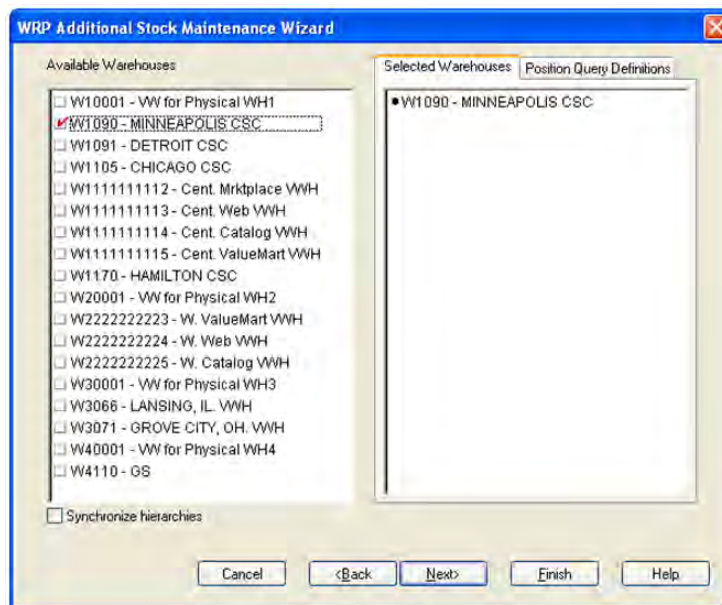 WRP Additional Stock Maintenance Wizard
Available Warehouses
W10001 - VW for Physical WH1
W1090 - MINNEAPOLIS CSC
W1091 - DETROIT CSC
W1105 - CHICAGO CSC
W1111111112 - Cent. Mrktplace VWH
W1111111113 - Cent. Web VWH
W1111111114 - Cent. Catalog VWH
W1111111115 - Cent. ValueMart VWH
W1170 - HAMILTON CSC
W20001 - VW for Physical WH2
W2222222223 - W. ValueMart VWH
W2222222224 - W. Web VWH
W2222222225 - W. Catalog VWH
W30001 - VW for Physical WH3
W3066 - LANSING, IL. VWH
W3071 - GROVE CITY, OH. VWH
W40001 - VW for Physical WH4
W4110 - GS
Synchronize hierarchies
Selected Warehouses Position Query Definitions
W1090 - MINNEAPOLIS CSC
Cancel <Back Next> Finish Help